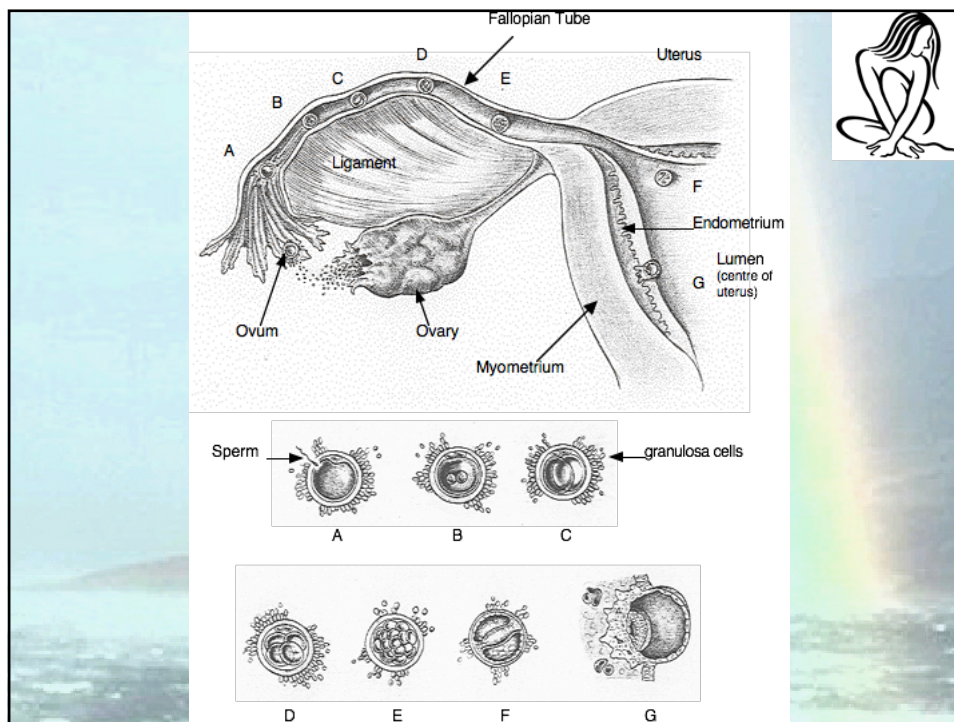 Fallopian Tube
D
Uterus
C
E
B
A
Ligament
F
Endometrium
G
Lumen
(centre of
uterus)
Ovum
Ovary
Myometrium
Sperm
granulosa cells
A
B
C
D
E
F
G